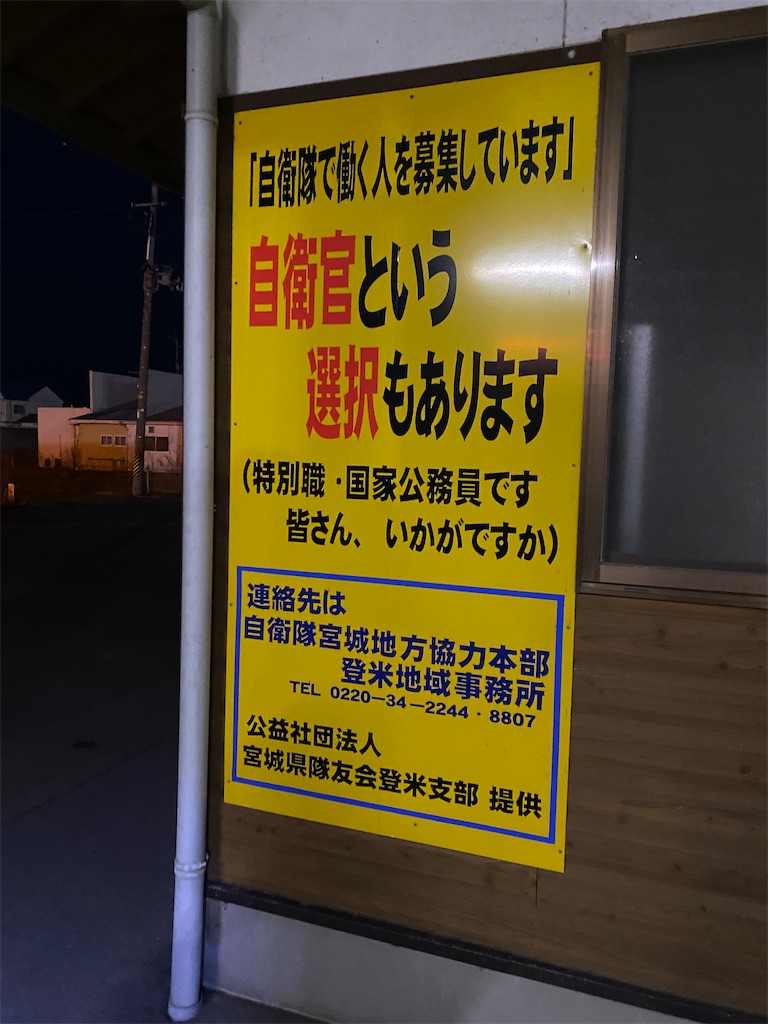 「自衛隊で働く人を募集しています」
自衛官という
選択もあります
(特別職・国家公務員です
皆さん、いかがですか)
連絡先は
自衛隊宮城地方協力本部
登米地域事務所
TEL 0220-34-2244・8807
公益社団法人
宮城県隊友会登米支部 提供